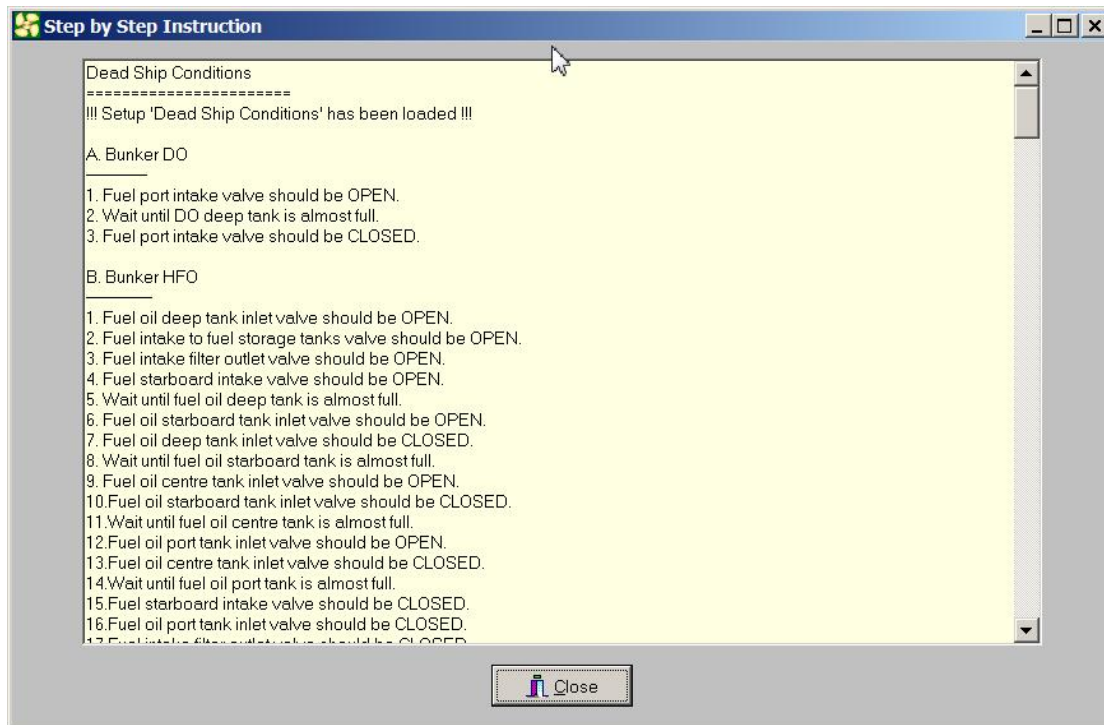 Step by Step Instruction
Dead Ship Conditions
=======================
!!! Setup 'Dead Ship Conditions' has been loaded !!!
A. Bunker DO
1. Fuel port intake valve should be OPEN.
2. Wait until DO deep tank is almost full.
3. Fuel port intake valve should be CLOSED.
B. Bunker HFO
1. Fuel oil deep tank inlet valve should be OPEN.
2. Fuel intake to fuel storage tanks valve should be OPEN.
3. Fuel intake filter outlet valve should be OPEN.
4. Fuel starboard intake valve should be OPEN.
5. Wait until fuel oil deep tank is almost full.
6. Fuel oil starboard tank inlet valve should be OPEN.
7. Fuel oil deep tank inlet valve should be CLOSED.
8. Wait until fuel oil starboard tank is almost full.
9. Fuel oil centre tank inlet valve should be OPEN.
10.Fuel oil starboard tank inlet valve should be CLOSED.
11.Wait until fuel oil centre tank is almost full.
12.Fuel oil port tank inlet valve should be OPEN.
13.Fuel oil centre tank inlet valve should be CLOSED.
14.Wait until fuel oil port tank is almost full.
15.Fuel starboard intake valve should be CLOSED.
16.Fuel oil port tank inlet valve should be CLOSED.
17.Fuel intake filter outlet valve should be CLOSED.
Close